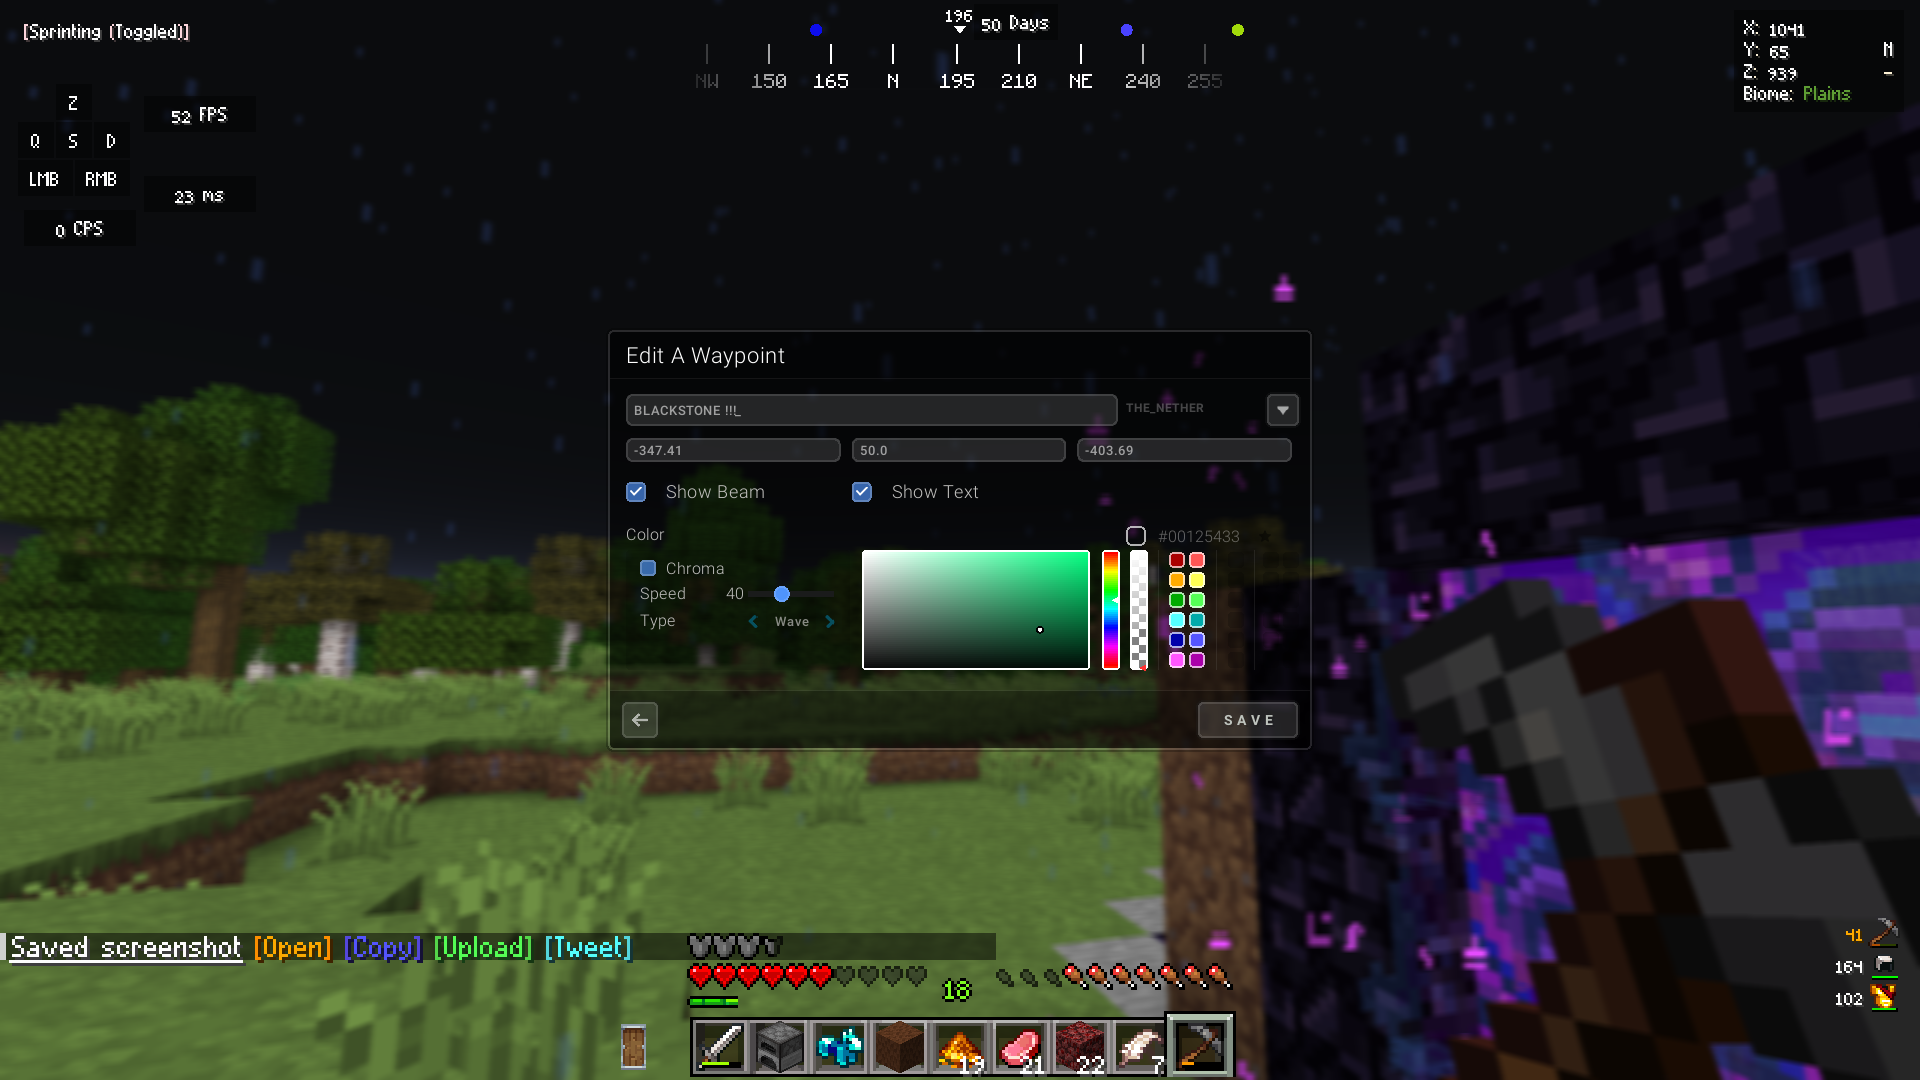 [Sprinting (Toggled)]
196
50 Days
NW 150 165 N 195 210 NE 240 255
X: 1041
Y: 65
N
Z: 939
-
Biome: Plains
Z
52 FPS
Q S D
LMB RMB
23 ms
0 CPS
Edit A Waypoint
BLACKSTONE !!!_
THE_NETHER
-347.41
50.0
-403.69
Show Beam
Show Text
Color
#00125433
Chroma
Speed 40
Type
Wave
SAVE
Saved screenshot [Open] [Copy] [Upload] [Tweet]
41
164
102
18
19
21
22
7